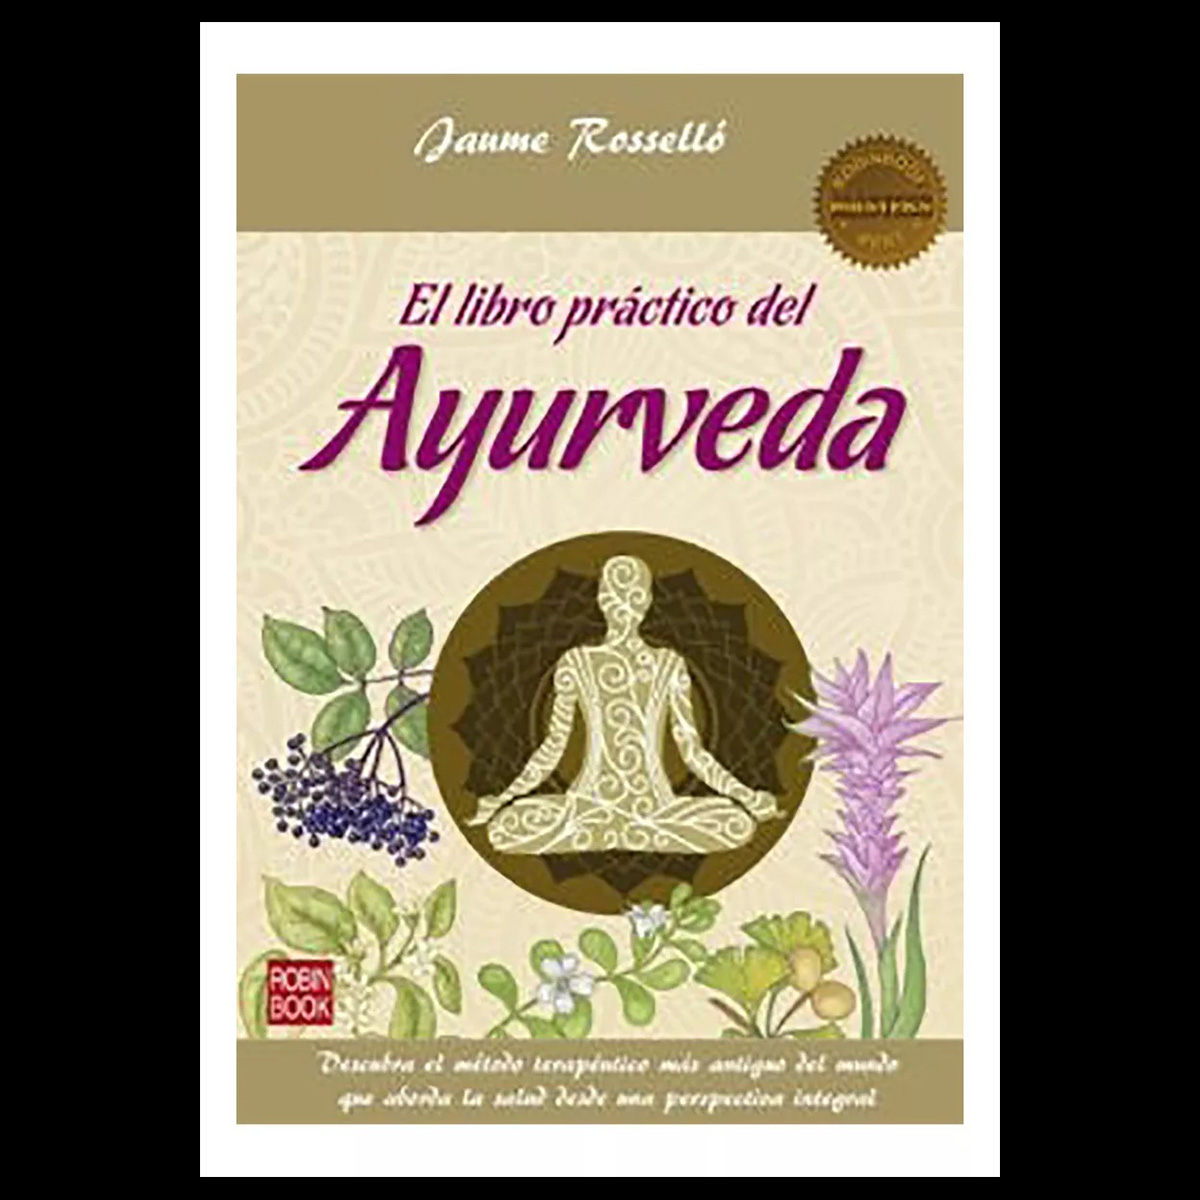 Jaume Rosselló
ROBINBOOK
El libro práctico del
Ayurveda
ROBIN
BOOK
Descubra el método terapéutico más antiguo del mundo
que aborda la salud desde una perspectiva integral